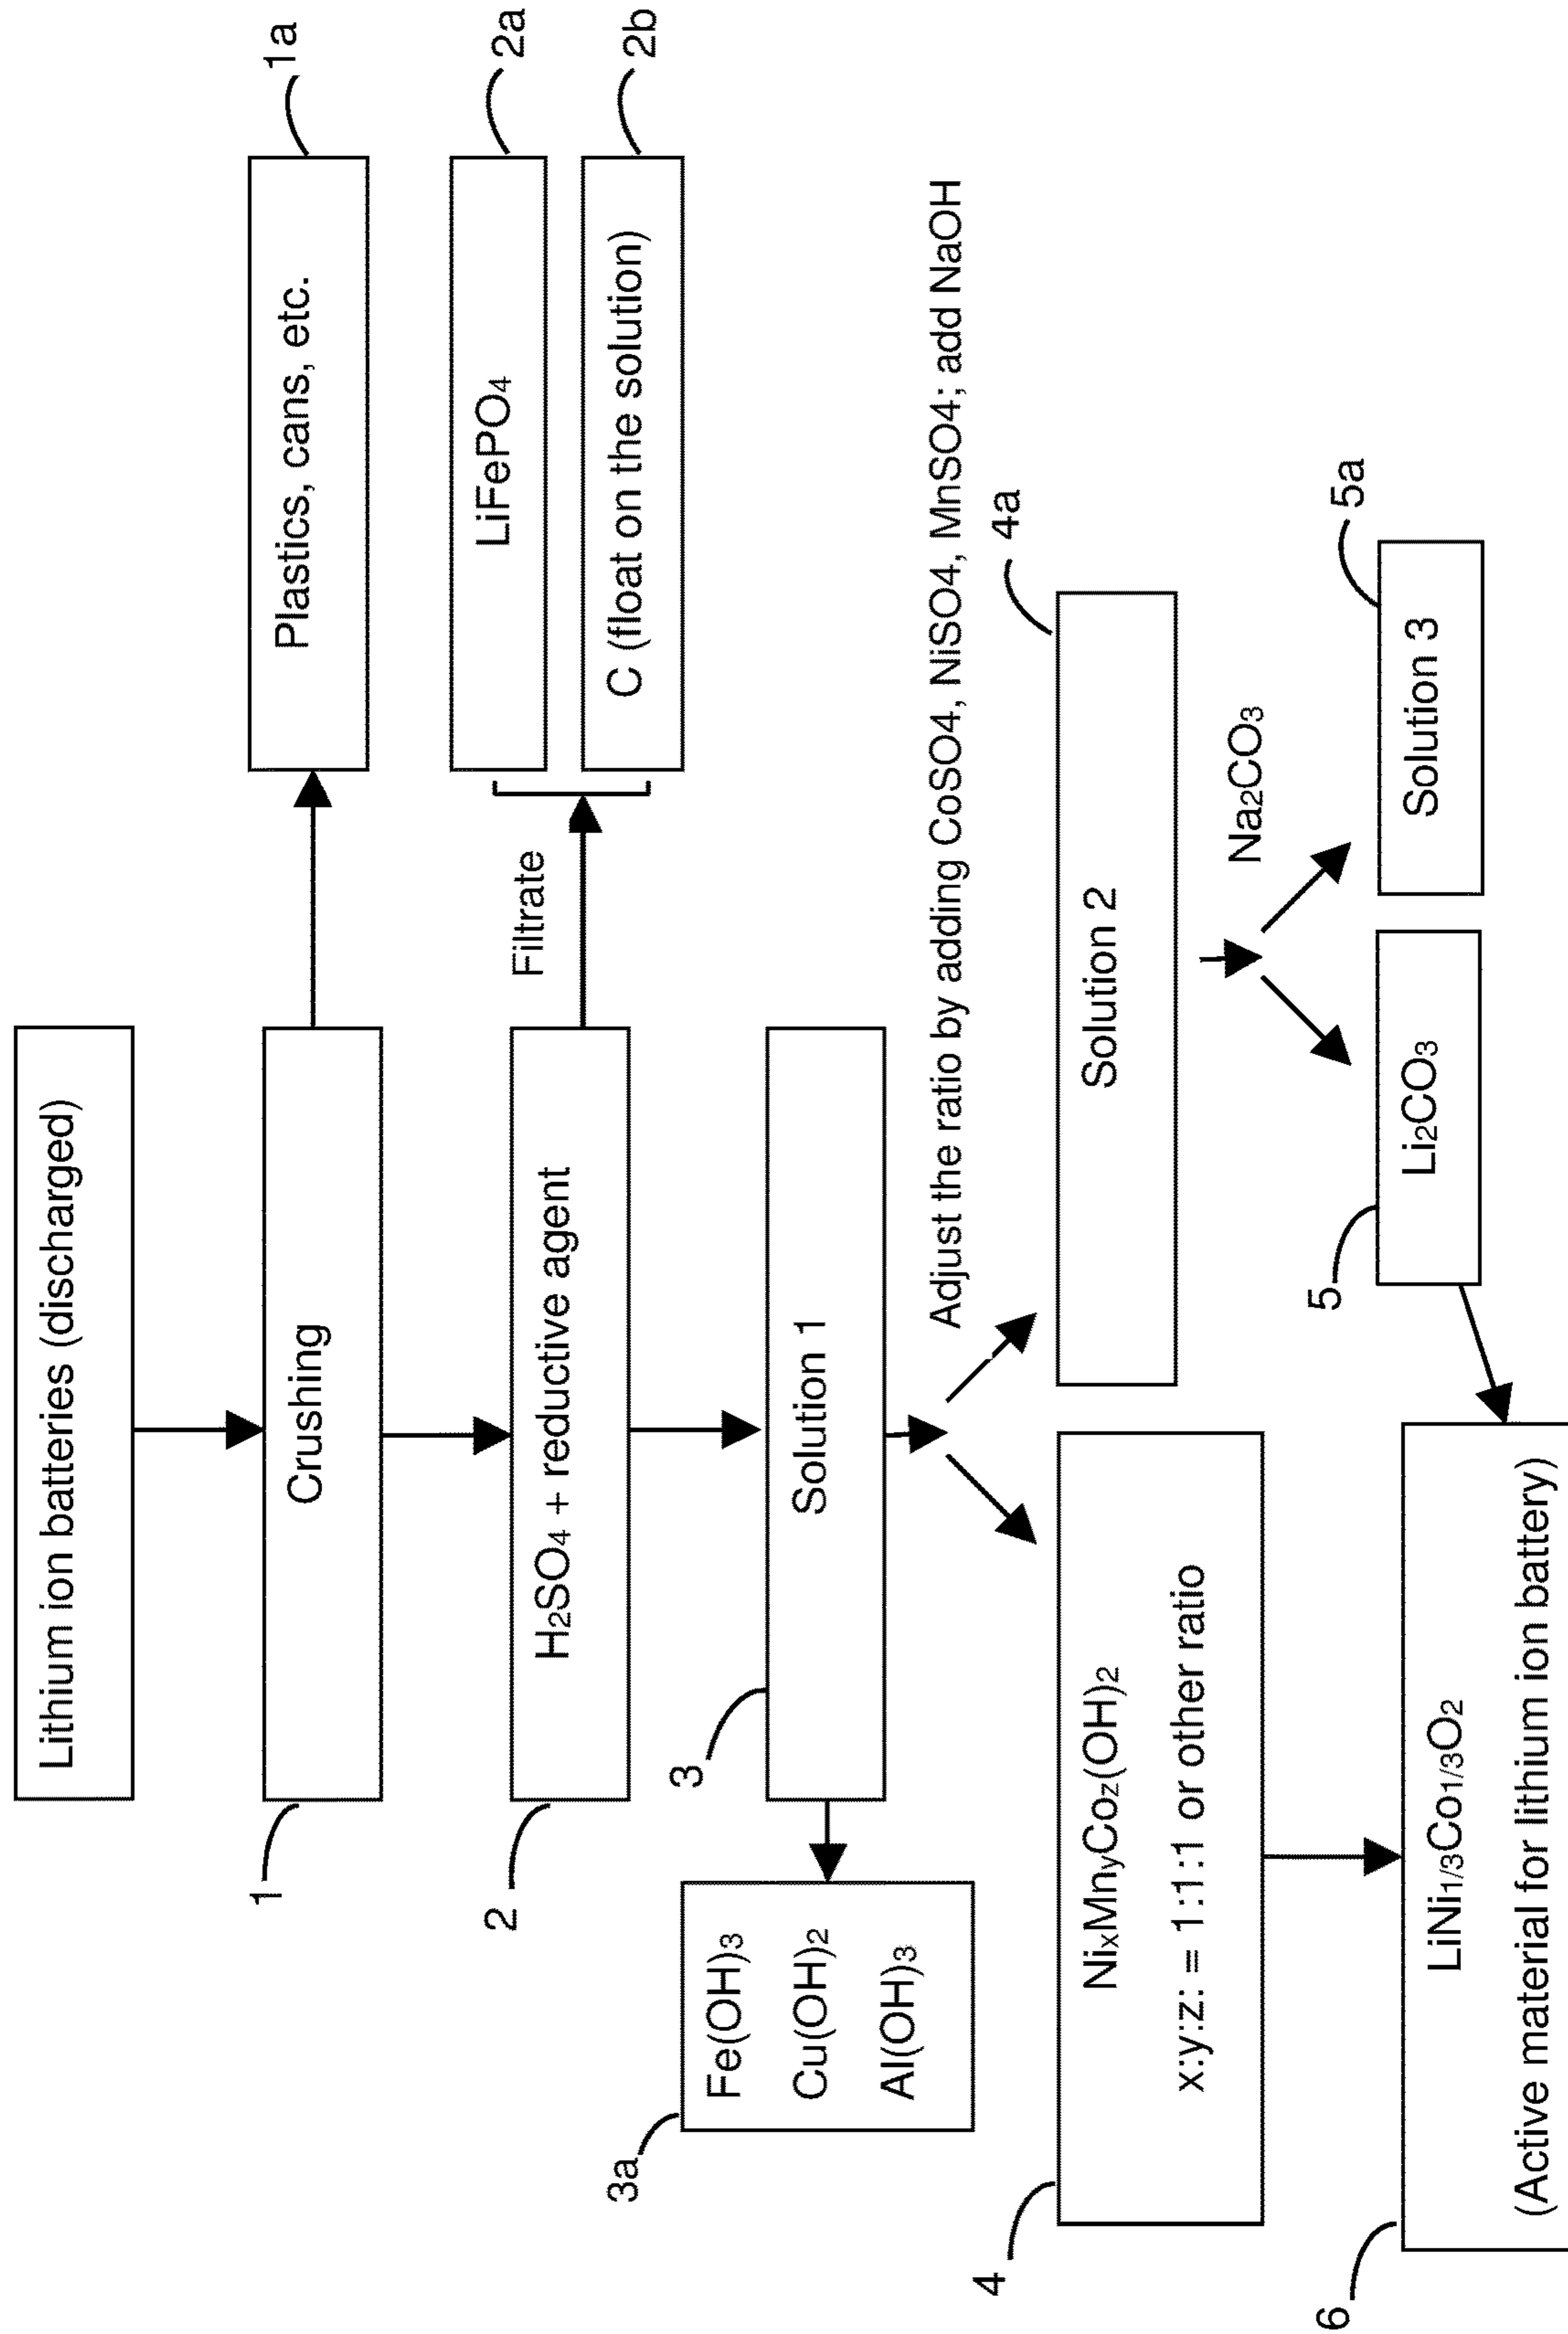 Lithium ion batteries (discharged)
1
Crushing
Plastics, cans, etc.
1a
2
H₂SO₄ + reductive agent
Filtrate
LiFePO₄
2a
C (float on the solution)
2b
3
Solution 1
3a
Fe(OH)₃
Cu(OH)₂
Al(OH)₃
Adjust the ratio by adding CoSO4, NiSO4, MnSO4; add NaOH
4
NiₓMnᵧCo_z(OH)₂
x:y:z: = 1:1:1 or other ratio
Solution 2
4a
Na₂CO₃
5
Li₂CO₃
Solution 3
5a
6
LiNi₁/₃Co₁/₃O₂
(Active material for lithium ion battery)